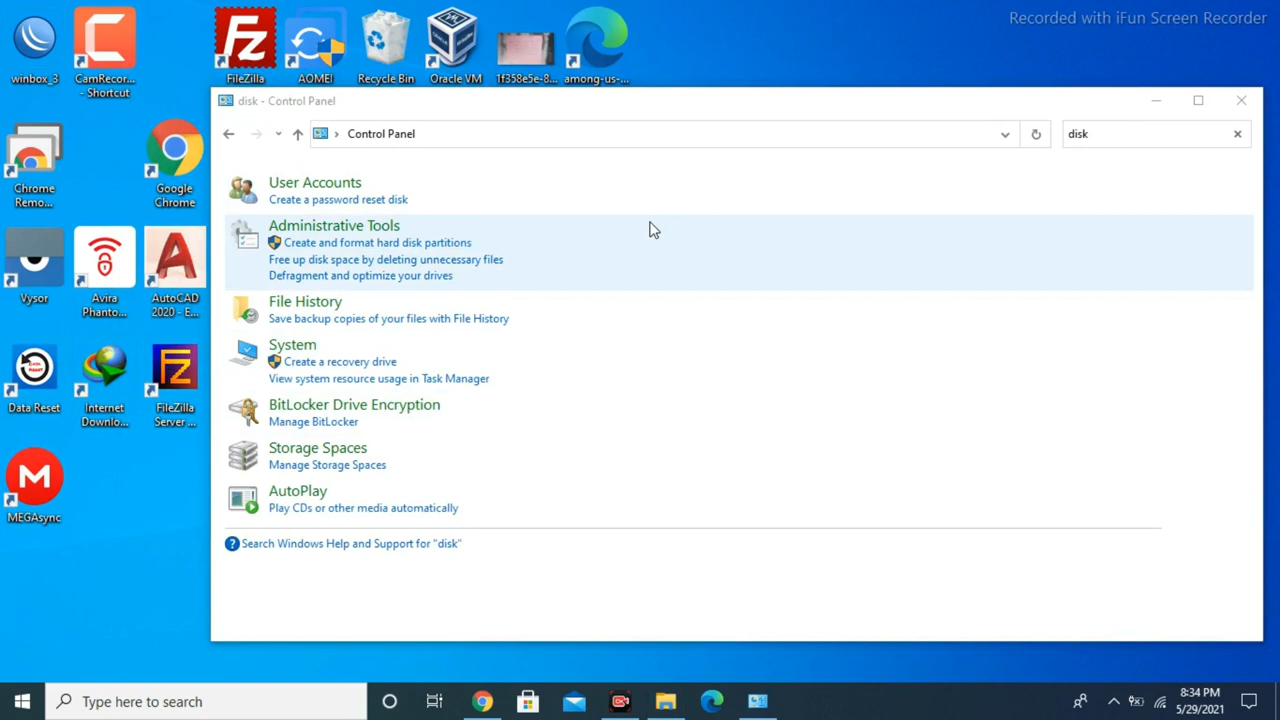 Recorded with iFun Screen Recorder
winbox_3
CamRecor...
- Shortcut
FileZilla
AOMEI
Recycle Bin
Oracle VM
1f358e5e-8...
among-us-...
disk - Control Panel
Control Panel
disk
Chrome
Remo...
Google
Chrome
User Accounts
Create a password reset disk
Administrative Tools
Create and format hard disk partitions
Free up disk space by deleting unnecessary files
Defragment and optimize your drives
Vysor
Avira
Phanto...
AutoCAD
2020 - E...
File History
Save backup copies of your files with File History
System
Create a recovery drive
View system resource usage in Task Manager
Data Reset
Internet
Downlo...
FileZilla
Server ...
BitLocker Drive Encryption
Manage BitLocker
Storage Spaces
Manage Storage Spaces
AutoPlay
Play CDs or other media automatically
MEGAsync
Search Windows Help and Support for "disk"
Type here to search
8:34 PM
5/29/2021